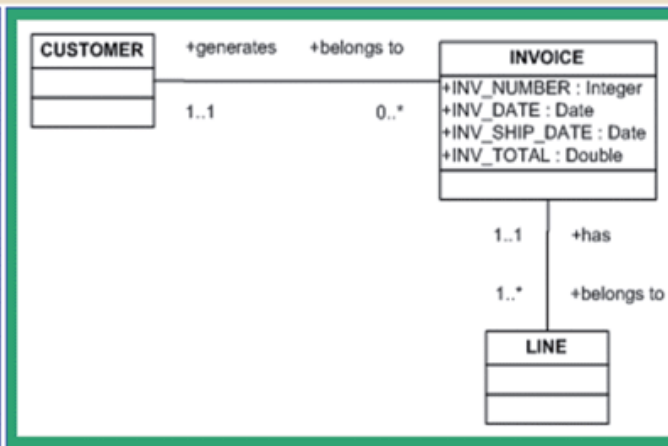 CUSTOMER
+generates
+belongs to
1..1
0..*
INVOICE
+INV_NUMBER : Integer
+INV_DATE : Date
+INV_SHIP_DATE : Date
+INV_TOTAL : Double
1..1
+has
1..*
+belongs to
LINE